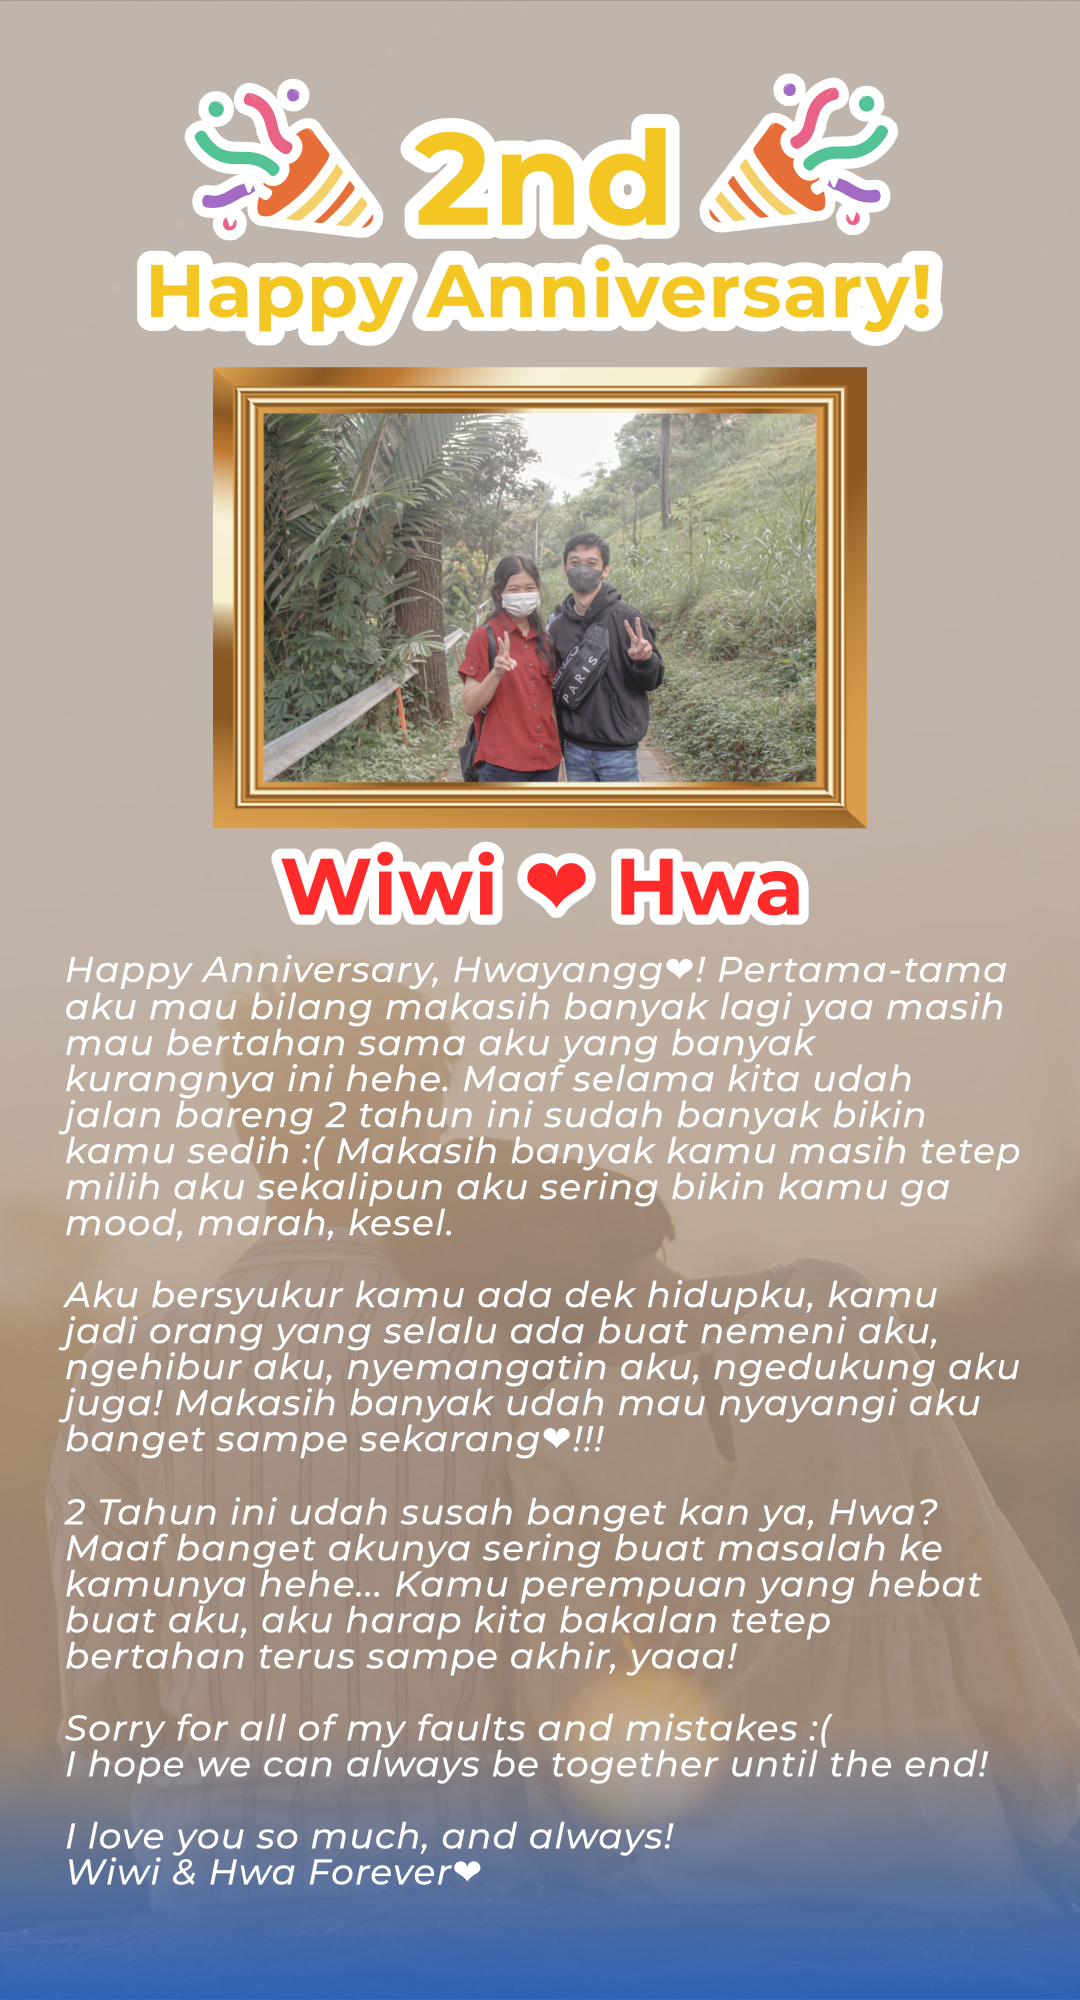 2nd
Happy Anniversary!
PARIS
Wiwi ❤ Hwa
Happy Anniversary, Hwayangg❤! Pertama-tama
aku mau bilang makasih banyak lagi yaa masih
mau bertahan sama aku yang banyak
kurangnya ini hehe. Maaf selama kita udah
jalan bareng 2 tahun ini sudah banyak bikin
kamu sedih :( Makasih banyak kamu masih tetep
milih aku sekalipun aku sering bikin kamu ga
mood, marah, kesel.
Aku bersyukur kamu ada dek hidupku, kamu
jadi orang yang selalu ada buat nemeni aku,
ngehibur aku, nyemangatin aku, ngedukung aku
juga! Makasih banyak udah mau nyayangi aku
banget sampe sekarang❤!!!
2 Tahun ini udah susah banget kan ya, Hwa?
Maaf banget akunya sering buat masalah ke
kamunya hehe... Kamu perempuan yang hebat
buat aku, aku harap kita bakalan tetep
bertahan terus sampe akhir, yaaa!
Sorry for all of my faults and mistakes :(
I hope we can always be together until the end!
I love you so much, and always!
Wiwi & Hwa Forever❤